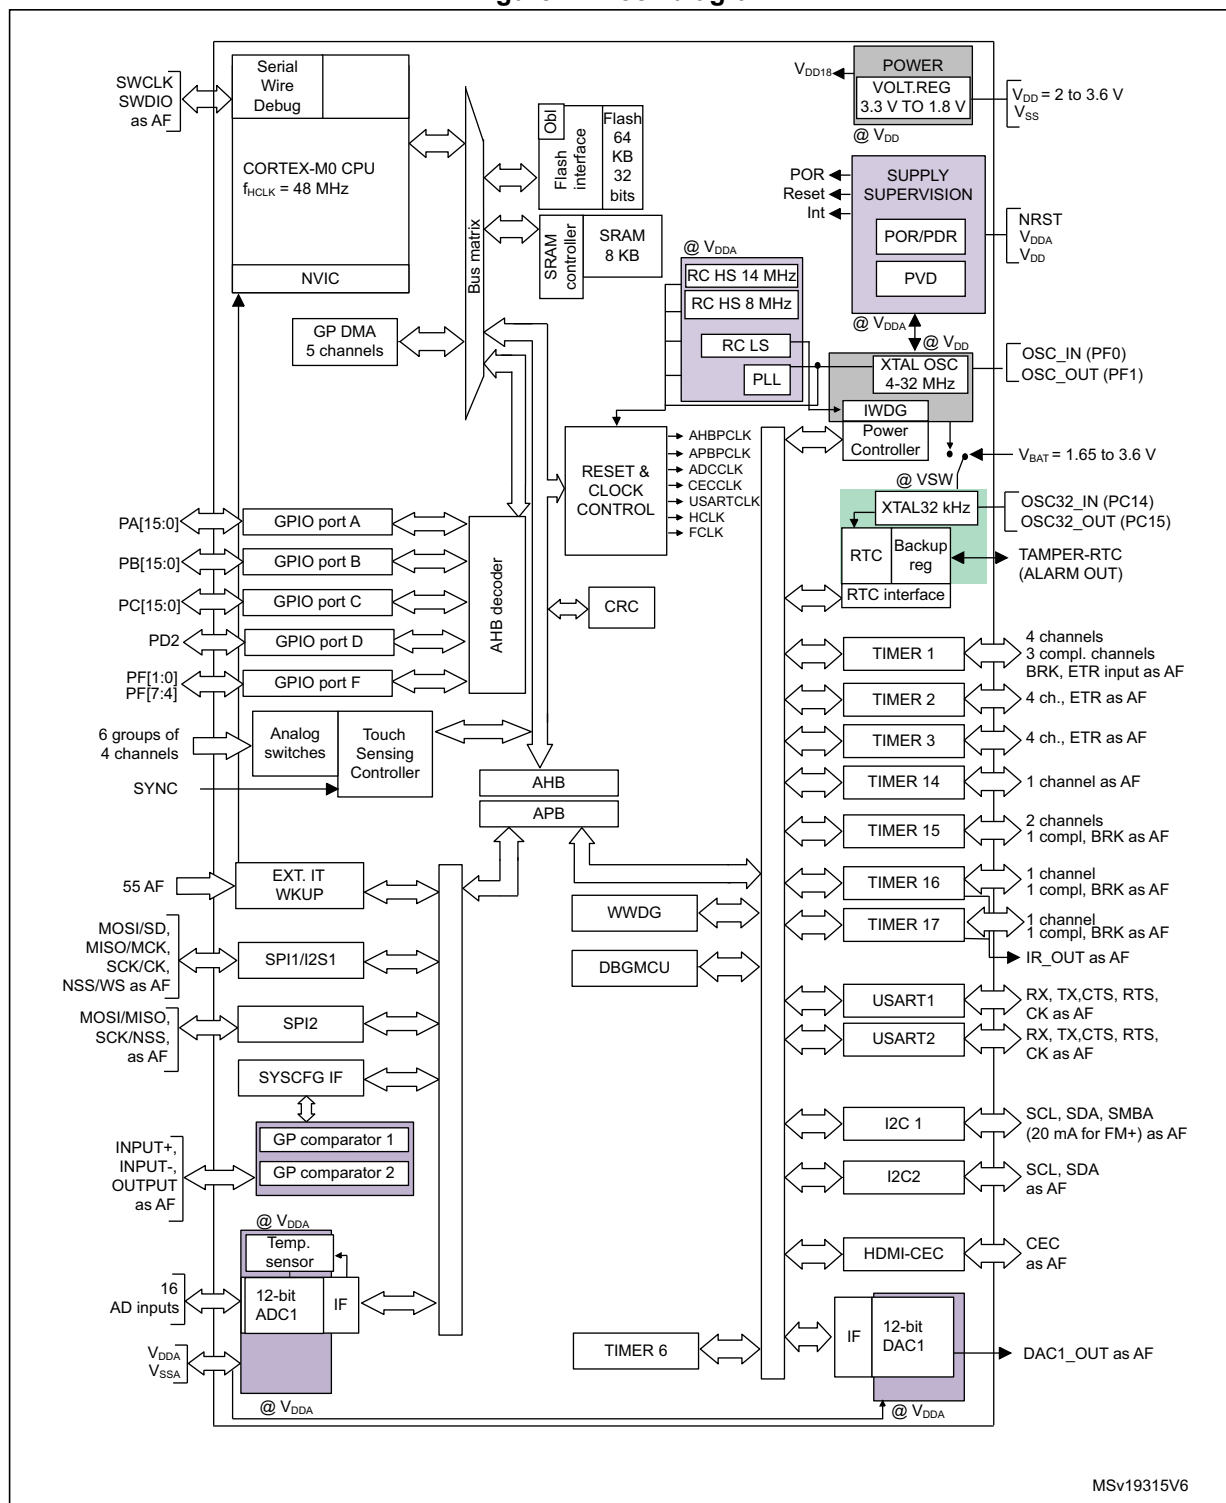 SWCLK
SWDIO
as AF
Serial
Wire
Debug
CORTEX-M0 CPU
fHCLK = 48 MHz
NVIC
Bus matrix
Obl
Flash
interface
Flash
64
KB
32
bits
SRAM
controller
SRAM
8 KB
GP DMA
5 channels
VDD18
POWER
VOLT.REG
3.3 V TO 1.8 V
@ VDD
VDD = 2 to 3.6 V
VSS
POR
Reset
Int
SUPPLY
SUPERVISION
POR/PDR
PVD
NRST
VDDA
VDD
@ VDDA
@ VDDA
@ VDD
RC HS 14 MHz
RC HS 8 MHz
RC LS
PLL
XTAL OSC
4-32 MHz
IWDG
Power
Controller
OSC_IN (PF0)
OSC_OUT (PF1)
VBAT = 1.65 to 3.6 V
@ VSW
RESET &
CLOCK
CONTROL
AHBPCLK
APBPCLK
ADCCLK
CECCLK
USARTCLK
HCLK
FCLK
XTAL32 kHz
OSC32_IN (PC14)
OSC32_OUT (PC15)
RTC
Backup
reg
RTC interface
TAMPER-RTC
(ALARM OUT)
PA[15:0]
GPIO port A
PB[15:0]
GPIO port B
PC[15:0]
GPIO port C
PD2
GPIO port D
PF[1:0]
PF[7:4]
GPIO port F
AHB decoder
CRC
6 groups of
4 channels
SYNC
Analog
switches
Touch
Sensing
Controller
AHB
APB
TIMER 1
4 channels
3 compl. channels
BRK, ETR input as AF
TIMER 2
4 ch., ETR as AF
TIMER 3
4 ch., ETR as AF
TIMER 14
1 channel as AF
TIMER 15
2 channels
1 compl, BRK as AF
TIMER 16
1 channel
1 compl, BRK as AF
TIMER 17
1 channel
1 compl, BRK as AF
IR_OUT as AF
55 AF
EXT. IT
WKUP
WWDG
DBGMCU
MOSI/SD,
MISO/MCK,
SCK/CK,
NSS/WS as AF
SPI1/I2S1
MOSI/MISO,
SCK/NSS,
as AF
SPI2
SYSCFG IF
USART1
RX, TX,CTS, RTS,
CK as AF
USART2
RX, TX,CTS, RTS,
CK as AF
INPUT+,
INPUT-,
OUTPUT
as AF
GP comparator 1
GP comparator 2
I2C 1
SCL, SDA, SMBA
(20 mA for FM+) as AF
I2C2
SCL, SDA
as AF
@ VDDA
Temp.
sensor
16
AD inputs
12-bit
ADC1
IF
HDMI-CEC
CEC
as AF
TIMER 6
IF
12-bit
DAC1
DAC1_OUT as AF
VDDA
VSSA
@ VDDA
@ VDDA
MSv19315V6